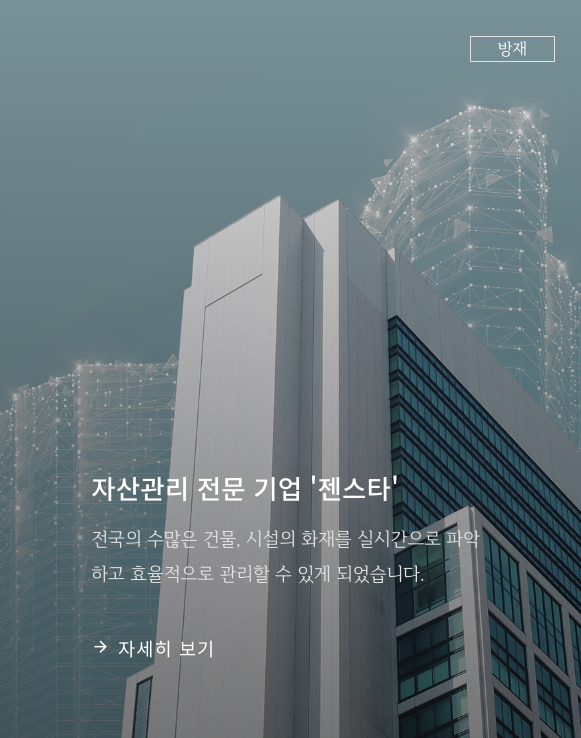 방재
자산관리 전문 기업 '젠스타'
전국의 수많은 건물, 시설의 화재를 실시간으로 파악
하고 효율적으로 관리할 수 있게 되었습니다.
→ 자세히 보기